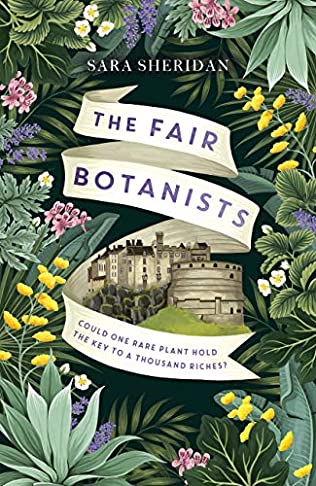 SARA SHERIDAN
THE FAIR
BOTANISTS
COULD ONE RARE PLANT HOLD
THE KEY TO A THOUSAND RICHES?